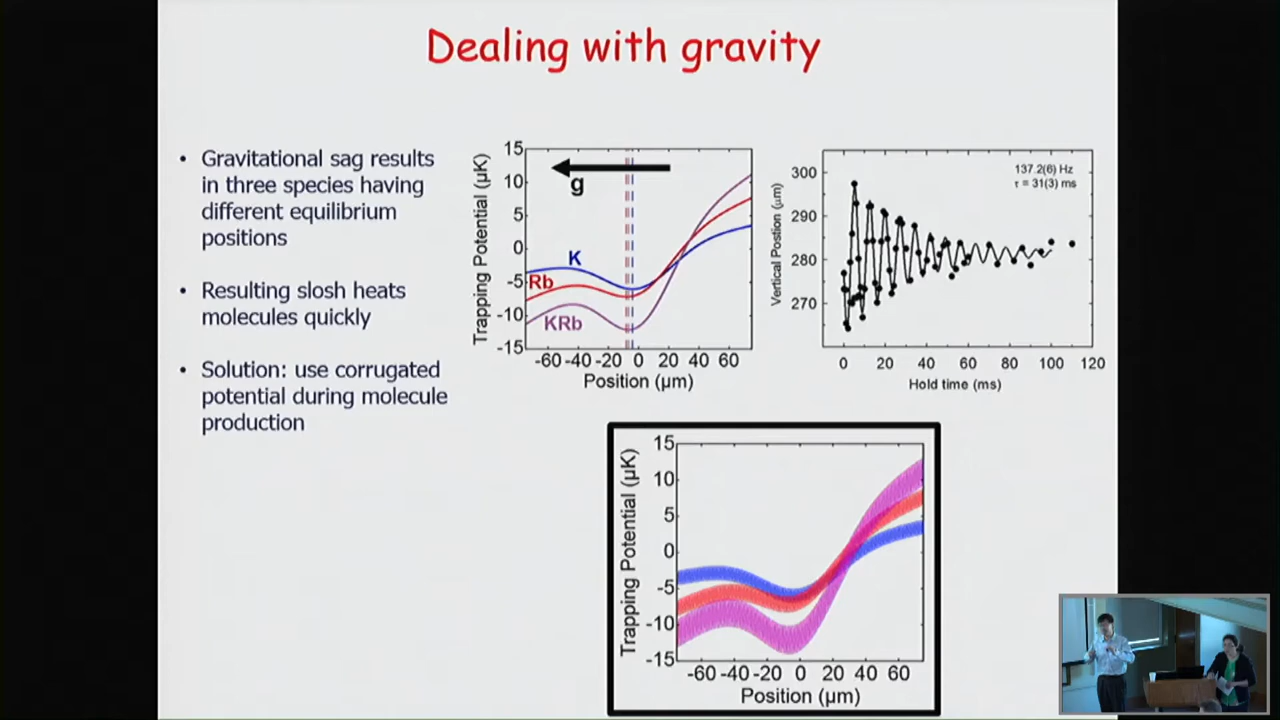 Dealing with gravity
• Gravitational sag results
in three species having
different equilibrium
positions
• Resulting slosh heats
molecules quickly
• Solution: use corrugated
potential during molecule
production
Trapping Potential (µK)
15
10
5
0
-5
-10
-15
g
K
Rb
KRb
-60 -40 -20 0 20 40 60
Position (µm)
Vertical Postion (µm)
300
290
280
270
137.2(6) Hz
τ = 31(3) ms
0 20 40 60 80 100 120
Hold time (ms)
Trapping Potential (µK)
15
10
5
0
-5
-10
-15
-60 -40 -20 0 20 40 60
Position (µm)